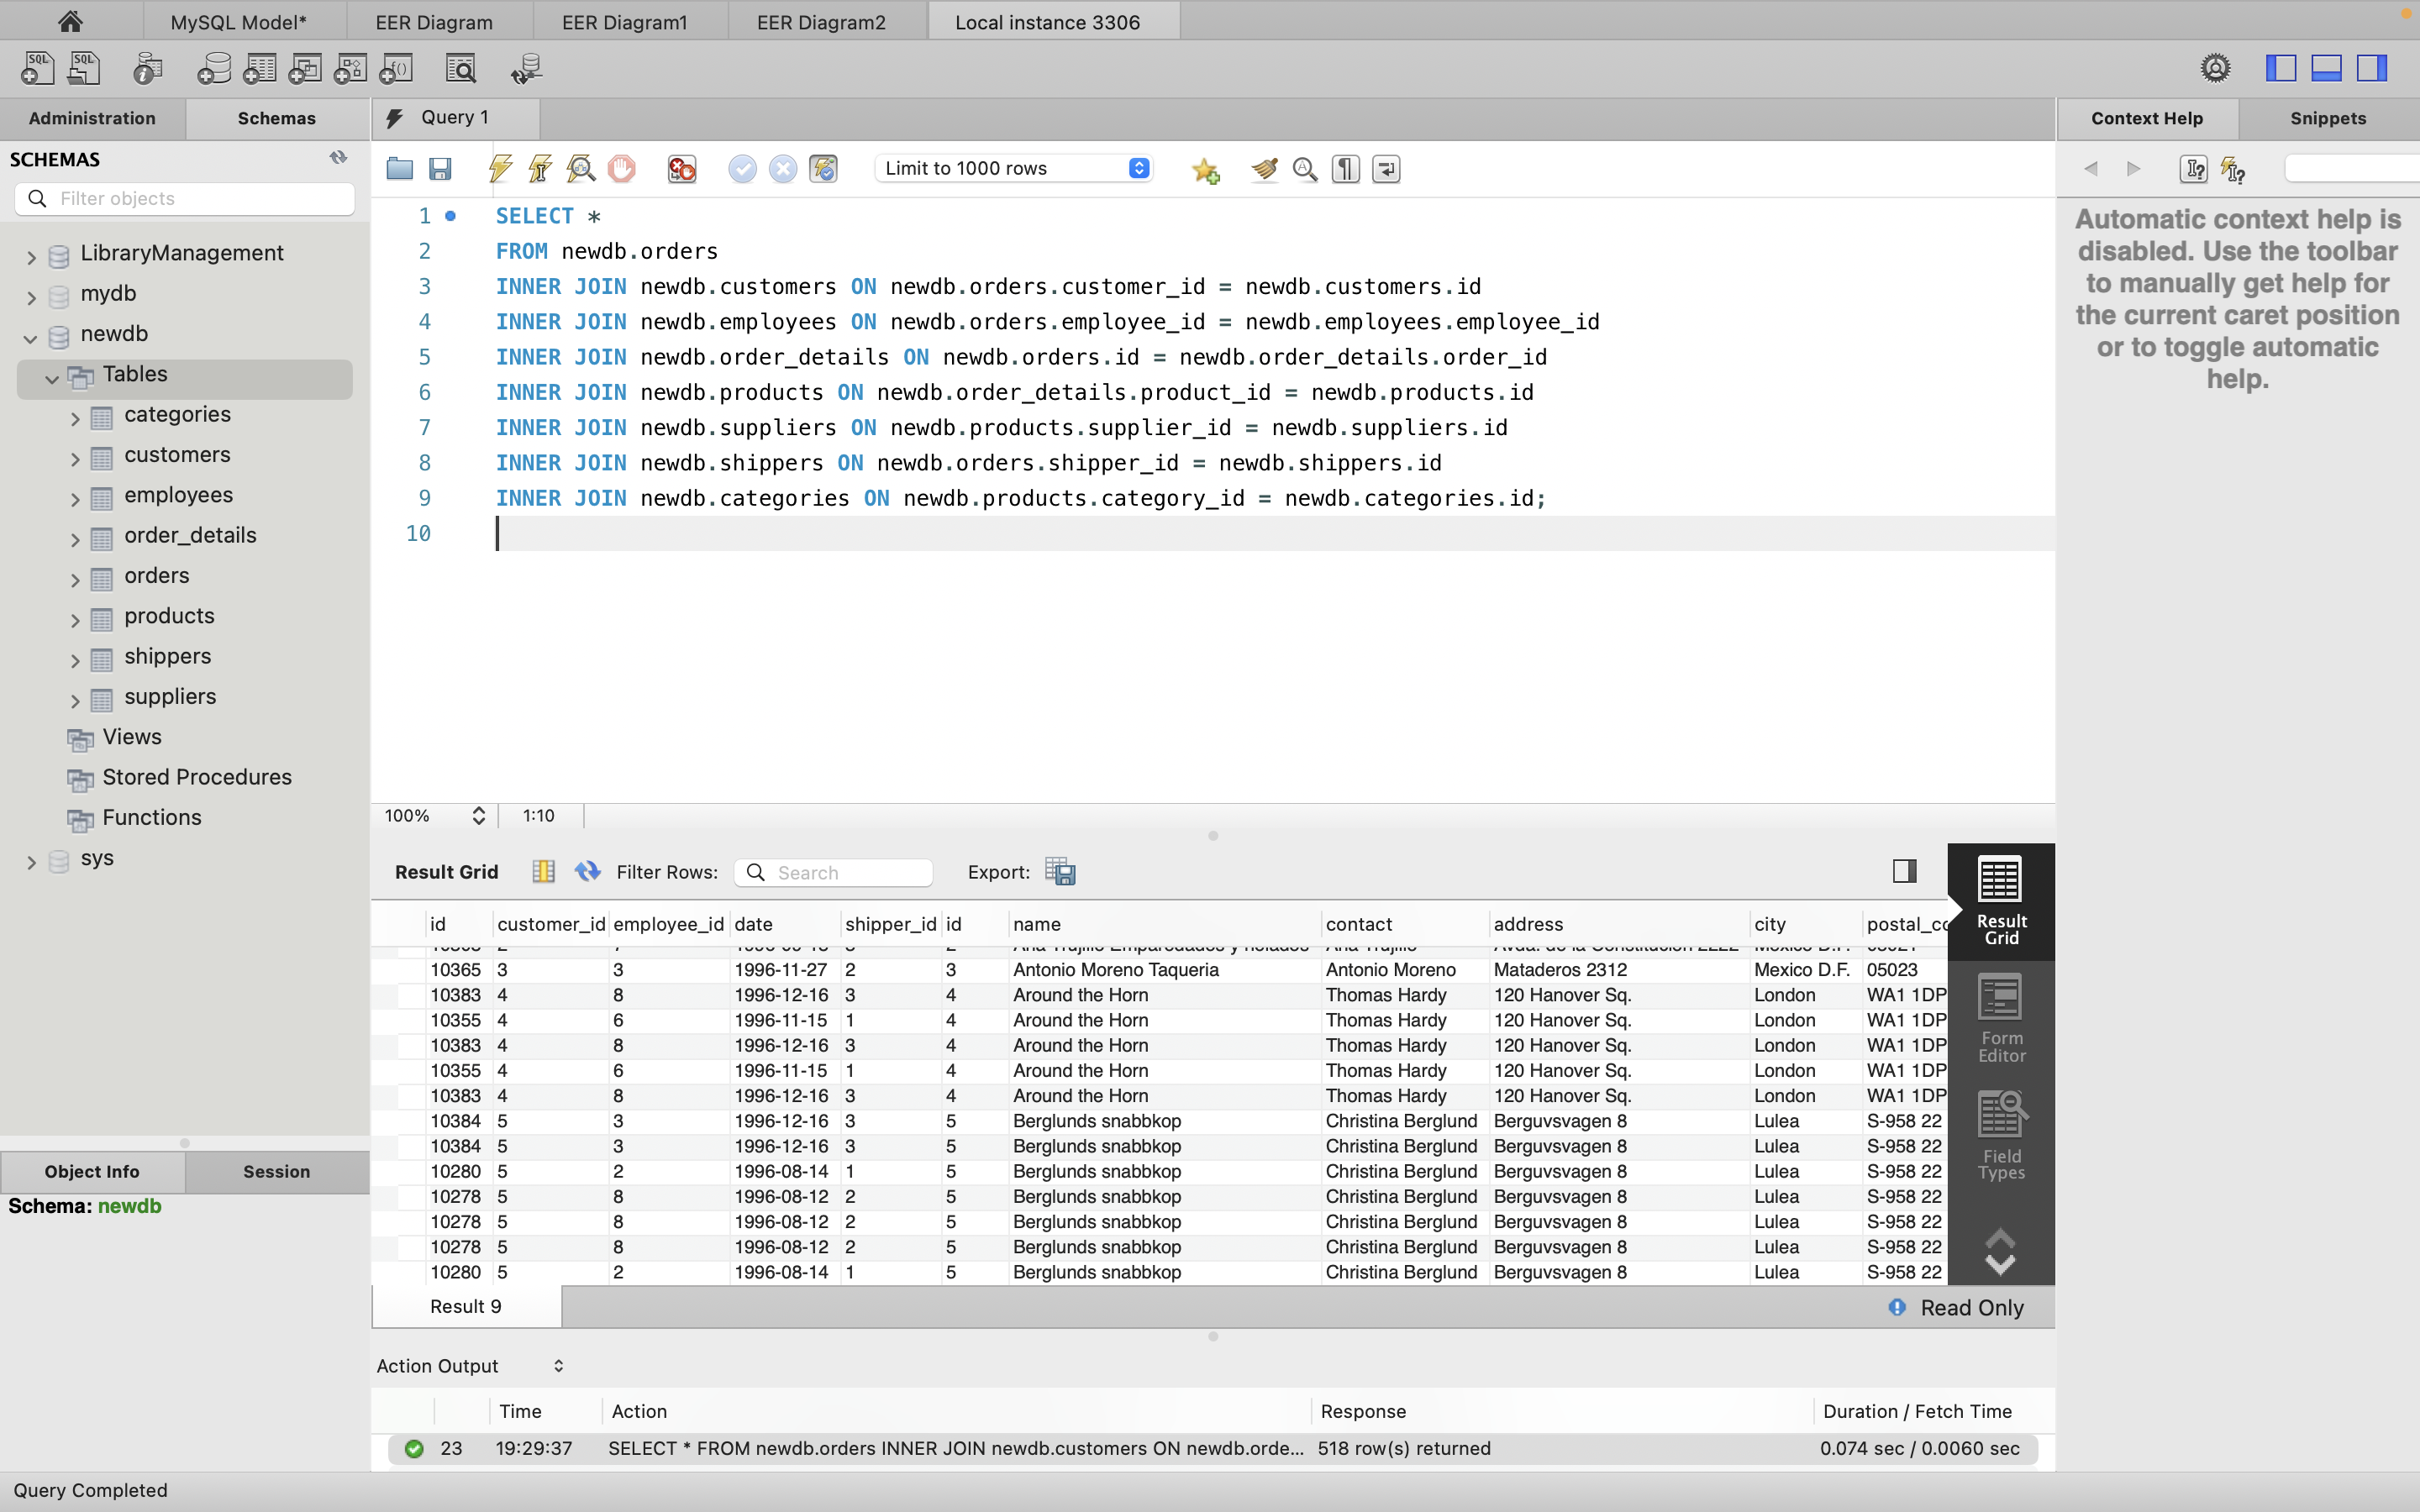 MySQL Model*
EER Diagram
EER Diagram1
EER Diagram2
Local instance 3306
Administration
Schemas
Query 1
Context Help
Snippets
SCHEMAS
Filter objects
Limit to 1000 rows
LibraryManagement
mydb
newdb
Tables
categories
customers
employees
order_details
orders
products
shippers
suppliers
Views
Stored Procedures
Functions
sys
Object Info
Session
Schema: newdb
1 SELECT *
2 FROM newdb.orders
3 INNER JOIN newdb.customers ON newdb.orders.customer_id = newdb.customers.id
4 INNER JOIN newdb.employees ON newdb.orders.employee_id = newdb.employees.employee_id
5 INNER JOIN newdb.order_details ON newdb.orders.id = newdb.order_details.order_id
6 INNER JOIN newdb.products ON newdb.order_details.product_id = newdb.products.id
7 INNER JOIN newdb.suppliers ON newdb.products.supplier_id = newdb.suppliers.id
8 INNER JOIN newdb.shippers ON newdb.orders.shipper_id = newdb.shippers.id
9 INNER JOIN newdb.categories ON newdb.products.category_id = newdb.categories.id;
10
Automatic context help is
disabled. Use the toolbar
to manually get help for
the current caret position
or to toggle automatic
help.
100% 1:10
Result Grid Filter Rows: Search Export:
id customer_id employee_id date shipper_id id name contact address city postal_co
10365 3 3 1996-11-27 2 3 Antonio Moreno Taqueria Antonio Moreno Mataderos 2312 Mexico D.F. 05023
10383 4 8 1996-12-16 3 4 Around the Horn Thomas Hardy 120 Hanover Sq. London WA1 1DP
10355 4 6 1996-11-15 1 4 Around the Horn Thomas Hardy 120 Hanover Sq. London WA1 1DP
10383 4 8 1996-12-16 3 4 Around the Horn Thomas Hardy 120 Hanover Sq. London WA1 1DP
10355 4 6 1996-11-15 1 4 Around the Horn Thomas Hardy 120 Hanover Sq. London WA1 1DP
10383 4 8 1996-12-16 3 4 Around the Horn Thomas Hardy 120 Hanover Sq. London WA1 1DP
10384 5 3 1996-12-16 3 5 Berglunds snabbkop Christina Berglund Berguvsvagen 8 Lulea S-958 22
10384 5 3 1996-12-16 3 5 Berglunds snabbkop Christina Berglund Berguvsvagen 8 Lulea S-958 22
10280 5 2 1996-08-14 1 5 Berglunds snabbkop Christina Berglund Berguvsvagen 8 Lulea S-958 22
10278 5 8 1996-08-12 2 5 Berglunds snabbkop Christina Berglund Berguvsvagen 8 Lulea S-958 22
10278 5 8 1996-08-12 2 5 Berglunds snabbkop Christina Berglund Berguvsvagen 8 Lulea S-958 22
10278 5 8 1996-08-12 2 5 Berglunds snabbkop Christina Berglund Berguvsvagen 8 Lulea S-958 22
10280 5 2 1996-08-14 1 5 Berglunds snabbkop Christina Berglund Berguvsvagen 8 Lulea S-958 22
Result
Grid
Form
Editor
Field
Types
Result 9
Read Only
Action Output
Time Action Response Duration / Fetch Time
23 19:29:37 SELECT * FROM newdb.orders INNER JOIN newdb.customers ON newdb.orde... 518 row(s) returned 0.074 sec / 0.0060 sec
Query Completed